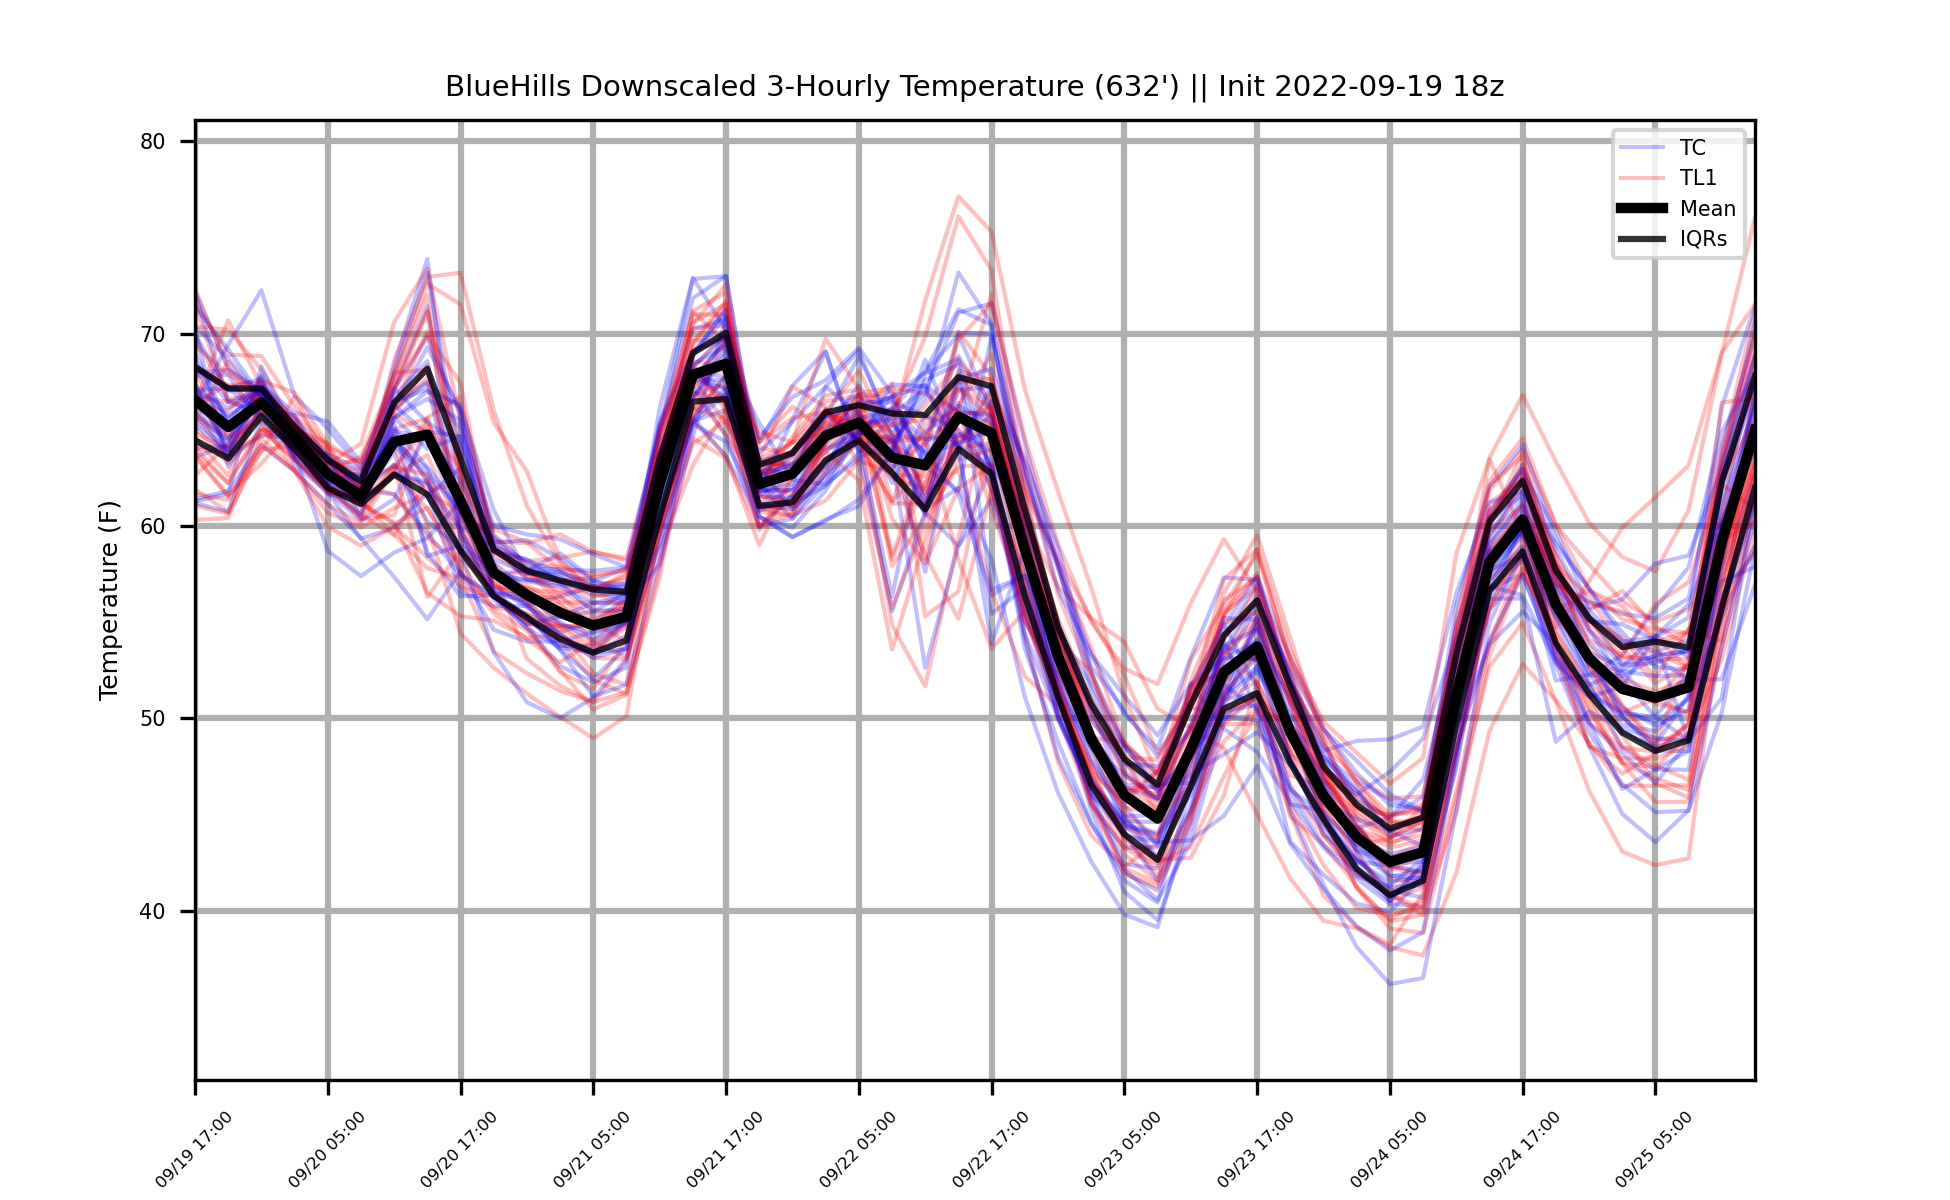 BlueHills Downscaled 3-Hourly Temperature (632') || Init 2022-09-19 18z
TC
TL1
Mean
IQRs
Temperature (F)
80
70
60
50
40
09/19 17:00
09/20 05:00
09/20 17:00
09/21 05:00
09/21 17:00
09/22 05:00
09/22 17:00
09/23 05:00
09/23 17:00
09/24 05:00
09/24 17:00
09/25 05:00